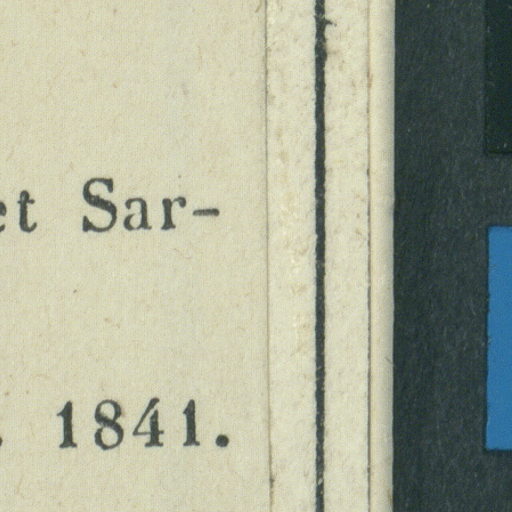 et Sar-
. 1841.